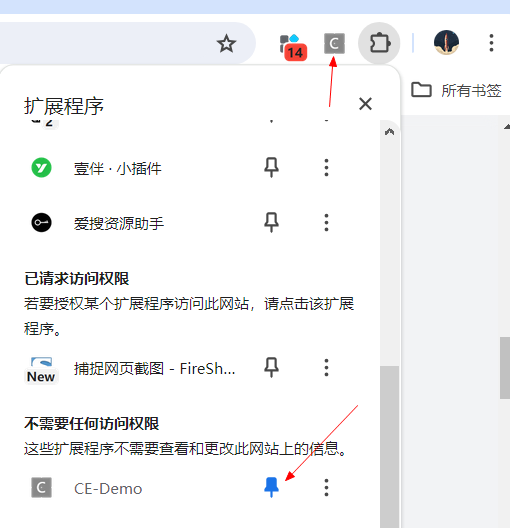 14
C
所有书签
扩展程序
2
壹伴 · 小插件
爱搜资源助手
已请求访问权限
若要授权某个扩展程序访问此网站，请点击该扩展
程序。
New
捕捉网页截图 - FireSh...
不需要任何访问权限
这些扩展程序不需要查看和更改此网站上的信息。
C
CE-Demo